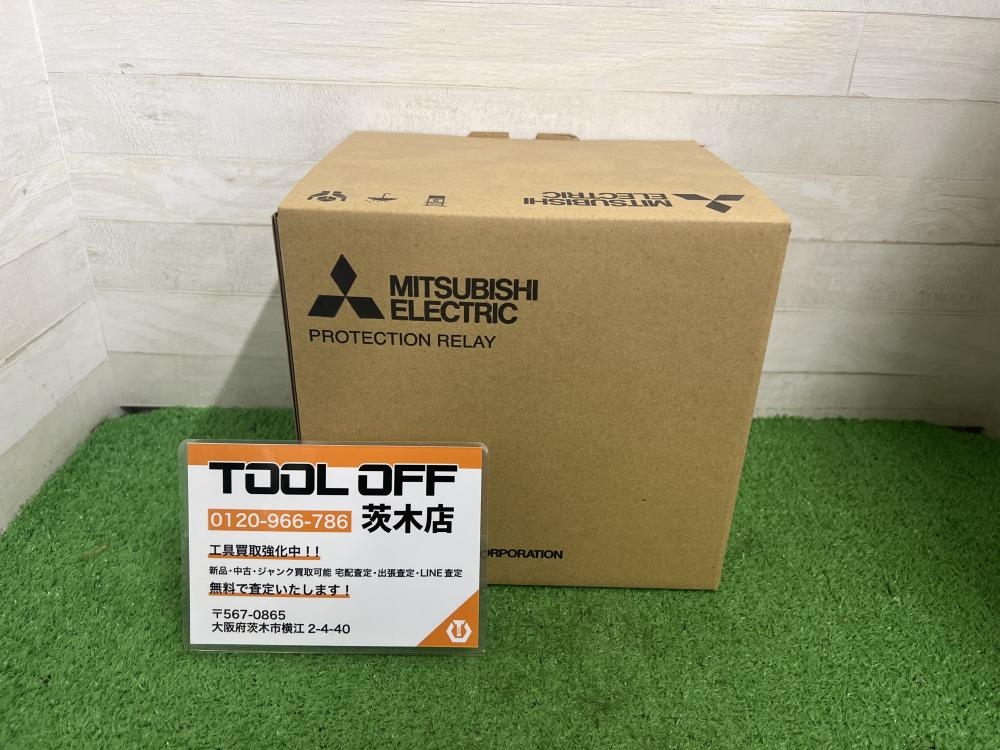 MITSUBISHI
ELECTRIC
MITSUBISHI
ELECTRIC
PROTECTION RELAY
TOOL OFF
0120-966-786 茨木店
工具買取強化中！！
新品・中古・ジャンク買取可能 宅配査定・出張査定・LINE査定
無料で査定いたします！
〒567-0865
大阪府茨木市横江 2-4-40